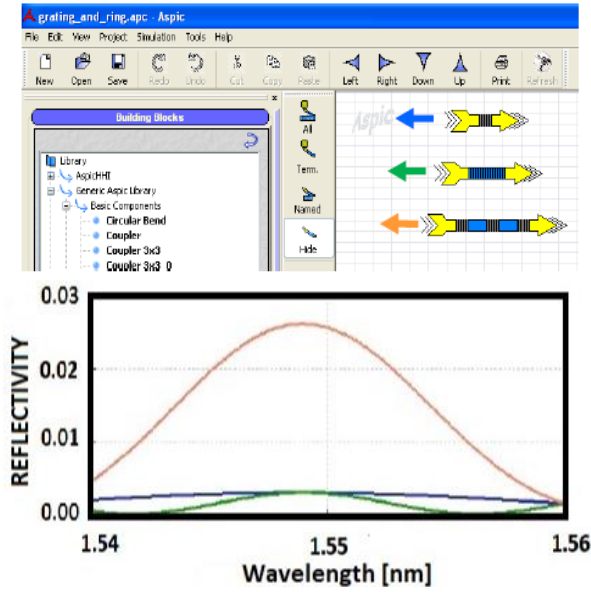 grating_and_ring.apc - Aspic
File Edit View Project Simulation Tools Help
New Open Save Redo Undo Cut Copy Paste Left Right Down Up Print Refresh
Building Blocks
All
Term.
Named
Hide
Library
AspicHHI
Generic Aspic Library
Basic Components
Circular Bend
Coupler
Coupler 3x3
Coupler 3x3 0
Aspic
0.03
0.02
0.01
0.00
REFLECTIVITY
1.54 1.55 1.56
Wavelength [nm]